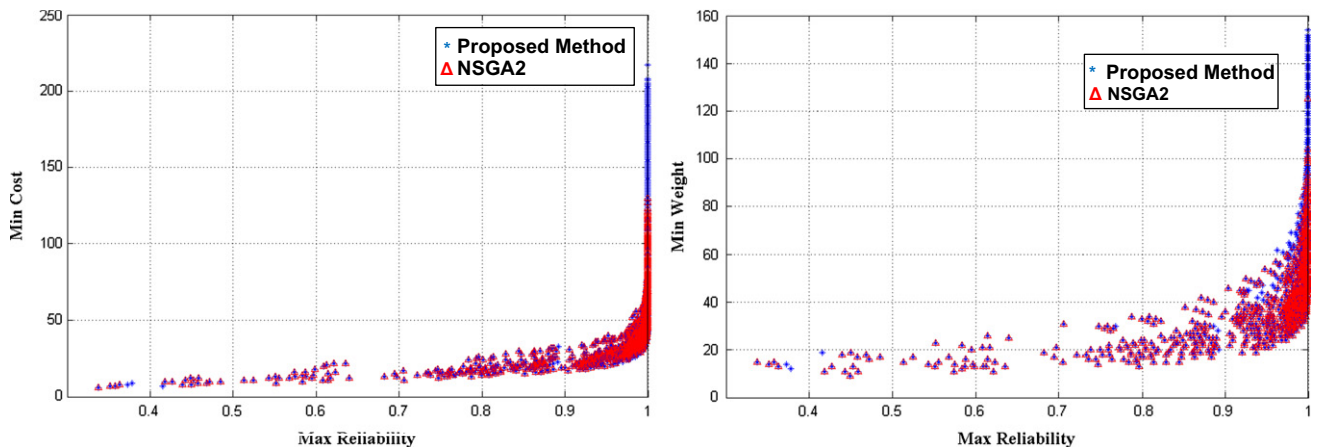 250
200
150
100
50
0
Min Cost
* Proposed Method
Δ NSGA2
0.4 0.5 0.6 0.7 0.8 0.9 1
Max Reliability
160
140
120
100
80
60
40
20
0
Min Weight
* Proposed Method
Δ NSGA2
0.4 0.5 0.6 0.7 0.8 0.9 1
Max Reliability